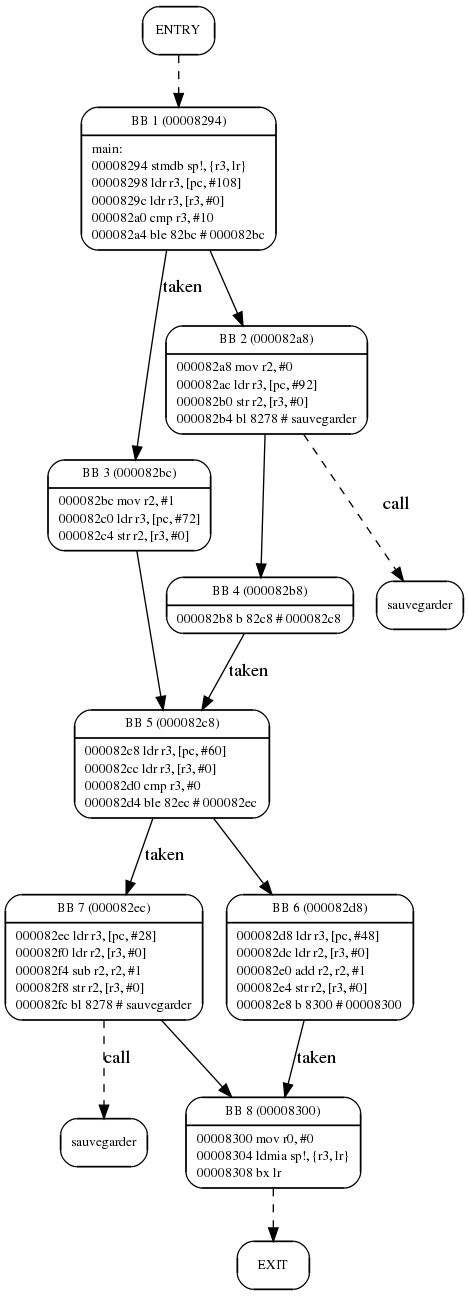 ENTRY
BB 1 (00008294)
main:
00008294 stmdb sp!, {r3, lr}
00008298 ldr r3, [pc, #108]
0000829c ldr r3, [r3, #0]
000082a0 cmp r3, #10
000082a4 ble 82bc # 000082bc
taken
BB 2 (000082a8)
000082a8 mov r2, #0
000082ac ldr r3, [pc, #92]
000082b0 str r2, [r3, #0]
000082b4 bl 8278 # sauvegarder
BB 3 (000082bc)
000082bc mov r2, #1
000082c0 ldr r3, [pc, #72]
000082c4 str r2, [r3, #0]
call
BB 4 (000082b8)
000082b8 b 82c8 # 000082c8
sauvegarder
taken
BB 5 (000082c8)
000082c8 ldr r3, [pc, #60]
000082cc ldr r3, [r3, #0]
000082d0 cmp r3, #0
000082d4 ble 82ec # 000082ec
taken
BB 7 (000082ec)
000082ec ldr r3, [pc, #28]
000082f0 ldr r2, [r3, #0]
000082f4 sub r2, r2, #1
000082f8 str r2, [r3, #0]
000082fc bl 8278 # sauvegarder
BB 6 (000082d8)
000082d8 ldr r3, [pc, #48]
000082dc ldr r2, [r3, #0]
000082e0 add r2, r2, #1
000082e4 str r2, [r3, #0]
000082e8 b 8300 # 00008300
call
taken
sauvegarder
BB 8 (00008300)
00008300 mov r0, #0
00008304 ldmia sp!, {r3, lr}
00008308 bx lr
EXIT